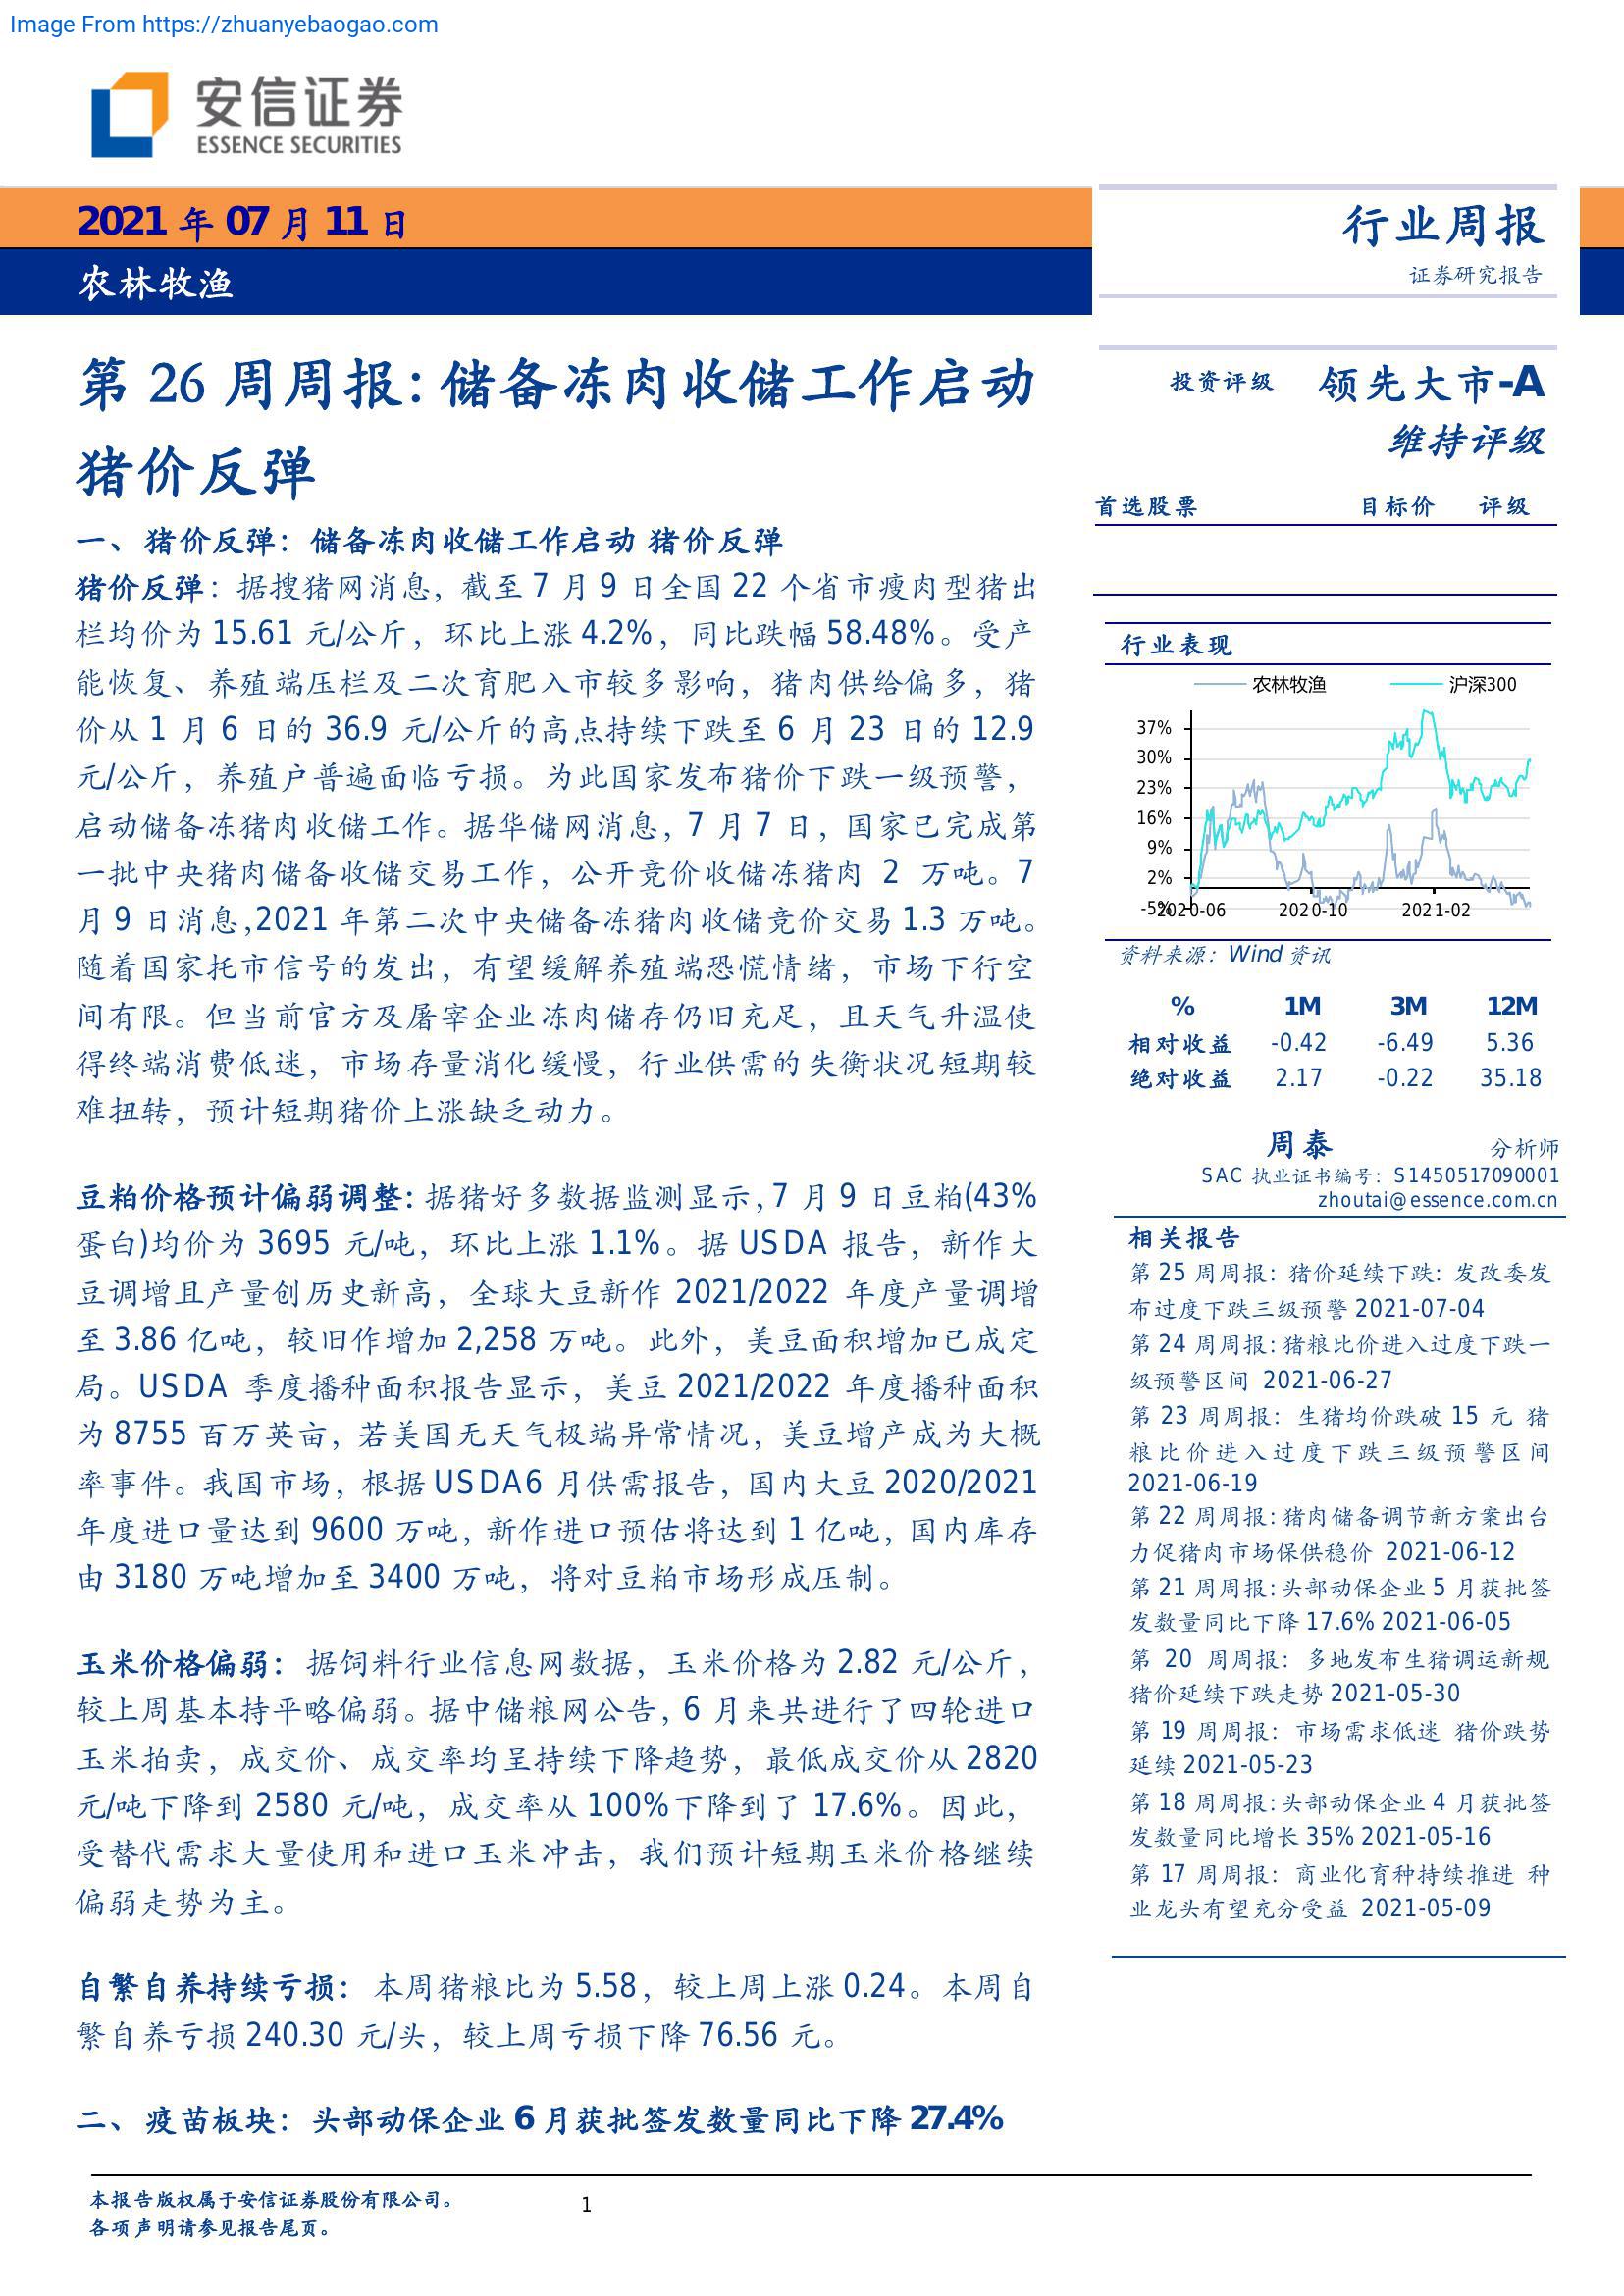 Image From https://zhuanyebaogao.com
安信证券
ESSENCE SECURITIES
2021 年 07 月 11 日
农林牧渔
行业周报
证券研究报告
第 26 周周报：储备冻肉收储工作启动
猪价反弹
一、猪价反弹：储备冻肉收储工作启动 猪价反弹
猪价反弹：据搜猪网消息，截至 7 月 9 日全国 22 个省市瘦肉型猪出
栏均价为 15.61 元/公斤，环比上涨 4.2%，同比跌幅 58.48%。受产
能恢复、养殖端压栏及二次育肥入市较多影响，猪肉供给偏多，猪
价从 1 月 6 日的 36.9 元/公斤的高点持续下跌至 6 月 23 日的 12.9
元/公斤，养殖户普遍面临亏损。为此国家发布猪价下跌一级预警，
启动储备冻猪肉收储工作。据华储网消息，7 月 7 日，国家已完成第
一批中央猪肉储备收储交易工作，公开竞价收储冻猪肉 2 万吨。7
月 9 日消息,2021 年第二次中央储备冻猪肉收储竞价交易 1.3 万吨。
随着国家托市信号的发出，有望缓解养殖端恐慌情绪，市场下行空
间有限。但当前官方及屠宰企业冻肉储存仍旧充足，且天气升温使
得终端消费低迷，市场存量消化缓慢，行业供需的失衡状况短期较
难扭转，预计短期猪价上涨缺乏动力。
豆粕价格预计偏弱调整：据猪好多数据监测显示，7 月 9 日豆粕(43%
蛋白)均价为 3695 元/吨，环比上涨 1.1%。据 USDA 报告，新作大
豆调增且产量创历史新高，全球大豆新作 2021/2022 年度产量调增
至 3.86 亿吨，较旧作增加 2,258 万吨。此外，美豆面积增加已成定
局。USDA 季度播种面积报告显示，美豆 2021/2022 年度播种面积
为 8755 百万英亩，若美国无天气极端异常情况，美豆增产成为大概
率事件。我国市场，根据 USDA6 月供需报告，国内大豆 2020/2021
年度进口量达到 9600 万吨，新作进口预估将达到 1 亿吨，国内库存
由 3180 万吨增加至 3400 万吨，将对豆粕市场形成压制。
玉米价格偏弱：据饲料行业信息网数据，玉米价格为 2.82 元/公斤，
较上周基本持平略偏弱。据中储粮网公告，6 月来共进行了四轮进口
玉米拍卖，成交价、成交率均呈持续下降趋势，最低成交价从 2820
元/吨下降到 2580 元/吨，成交率从 100%下降到了 17.6%。因此，
受替代需求大量使用和进口玉米冲击，我们预计短期玉米价格继续
偏弱走势为主。
自繁自养持续亏损：本周猪粮比为 5.58，较上周上涨 0.24。本周自
繁自养亏损 240.30 元/头，较上周亏损下降 76.56 元。
二、疫苗板块：头部动保企业 6 月获批签发数量同比下降 27.4%
投资评级 领先大市-A
维持评级
首选股票 目标价 评级
行业表现
农林牧渔 沪深300
37%
30%
23%
16%
9%
2%
-5%
2020-06 2020-10 2021-02
资料来源：Wind 资讯
% 1M 3M 12M
相对收益 -0.42 -6.49 5.36
绝对收益 2.17 -0.22 35.18
周泰 分析师
SAC 执业证书编号：S1450517090001
zhoutai@essence.com.cn
相关报告
第 25 周周报：猪价延续下跌：发改委发
布过度下跌三级预警 2021-07-04
第 24 周周报：猪粮比价进入过度下跌一
级预警区间 2021-06-27
第 23 周周报：生猪均价跌破 15 元 猪
粮比价进入过度下跌三级预警区间
2021-06-19
第 22 周周报：猪肉储备调节新方案出台
力促猪肉市场保供稳价 2021-06-12
第 21 周周报：头部动保企业 5 月获批签
发数量同比下降 17.6% 2021-06-05
第 20 周周报：多地发布生猪调运新规
猪价延续下跌走势 2021-05-30
第 19 周周报：市场需求低迷 猪价跌势
延续 2021-05-23
第 18 周周报：头部动保企业 4 月获批签
发数量同比增长 35% 2021-05-16
第 17 周周报：商业化育种持续推进 种
业龙头有望充分受益 2021-05-09
本报告版权属于安信证券股份有限公司。
各项声明请参见报告尾页。
1